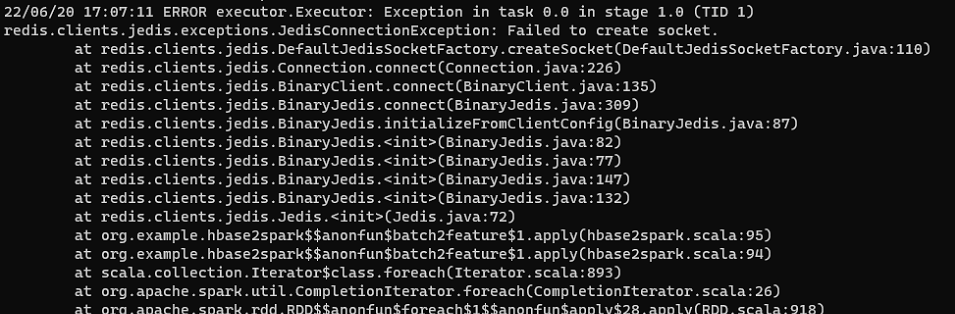 22/06/20 17:07:11 ERROR executor.Executor: Exception in task 0.0 in stage 1.0 (TID 1)
redis.clients.jedis.exceptions.JedisConnectionException: Failed to create socket.
at redis.clients.jedis.DefaultJedisSocketFactory.createSocket(DefaultJedisSocketFactory.java:110)
at redis.clients.jedis.Connection.connect(Connection.java:226)
at redis.clients.jedis.BinaryClient.connect(BinaryClient.java:135)
at redis.clients.jedis.BinaryJedis.connect(BinaryJedis.java:309)
at redis.clients.jedis.BinaryJedis.initializeFromClientConfig(BinaryJedis.java:87)
at redis.clients.jedis.BinaryJedis.<init>(BinaryJedis.java:82)
at redis.clients.jedis.BinaryJedis.<init>(BinaryJedis.java:77)
at redis.clients.jedis.BinaryJedis.<init>(BinaryJedis.java:147)
at redis.clients.jedis.BinaryJedis.<init>(BinaryJedis.java:132)
at redis.clients.jedis.Jedis.<init>(Jedis.java:72)
at org.example.hbase2spark$$anonfun$batch2feature$1.apply(hbase2spark.scala:95)
at org.example.hbase2spark$$anonfun$batch2feature$1.apply(hbase2spark.scala:94)
at scala.collection.Iterator$class.foreach(Iterator.scala:893)
at org.apache.spark.util.CompletionIterator.foreach(CompletionIterator.scala:26)
at org.apache.spark.rdd.RDD$$anonfun$foreach$1$$anonfun$apply$28.apply(RDD.scala:918)